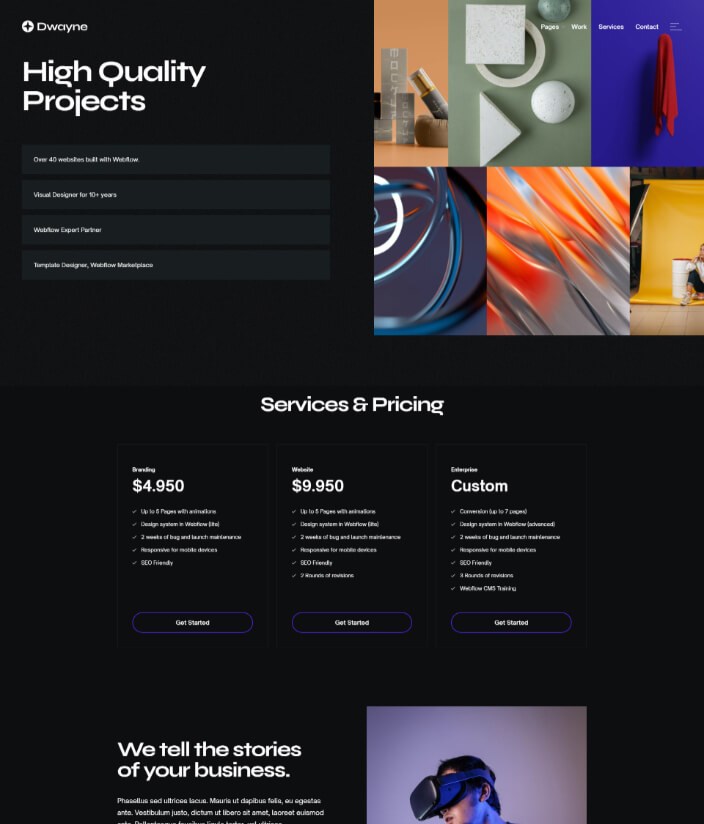 Dwayne
Pages Work Services Contact
High Quality
Projects
Over 40 websites built with Webflow
Visual Designer for 10+ years
Webflow Expert Partner
Template Designer, Webflow Marketplace
Services & Pricing
Branding
$4.950
Up to 5 Pages with animations
Design system in Webflow (lite)
2 weeks of bug and launch maintenance
Responsive for mobile devices
SEO Friendly
Get Started
Website
$9.950
Up to 5 Pages with animations
Design system in Webflow (lite)
2 weeks of bug and launch maintenance
Responsive for mobile devices
SEO Friendly
2 Rounds of revisions
Get Started
Enterprise
Custom
Conversion (up to 7 pages)
Design system in Webflow (advanced)
2 weeks of bug and launch maintenance
Responsive for mobile devices
SEO Friendly
3 Rounds of revisions
Webflow CMS Training
Get Started
We tell the stories
of your business.
Phasellus sed ultrices lacus. Mauris ut dapibus felis, eu egestas
ante. Vestibulum justo, dictum ut libero sit amet, laoreet euismod